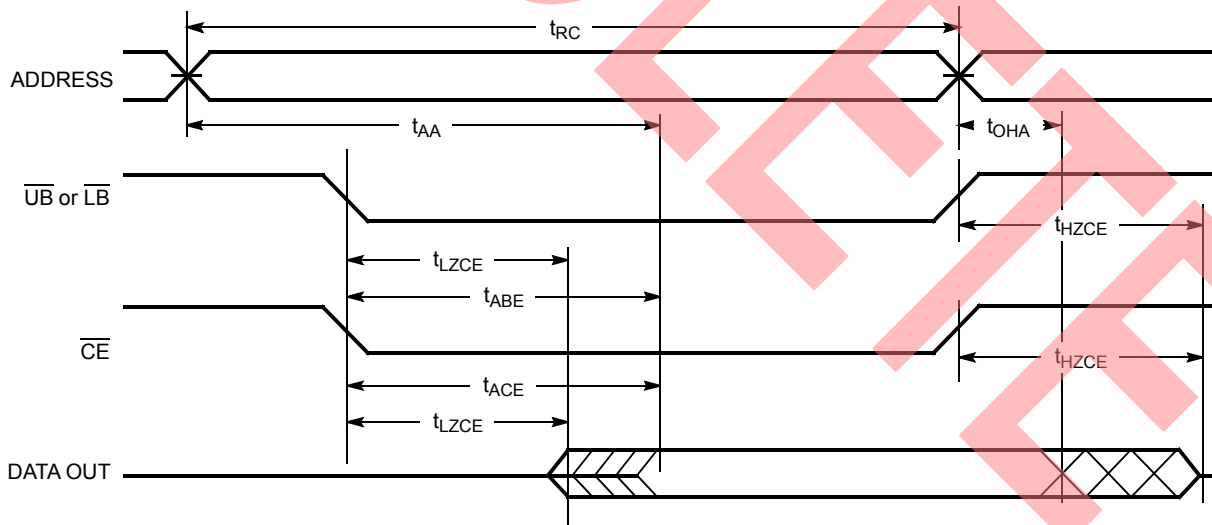 tRC
ADDRESS
tAA
tOHA
UB or LB
tHZCE
tLZCE
tABE
CE
tHZCE
tACE
tLZCE
DATA OUT